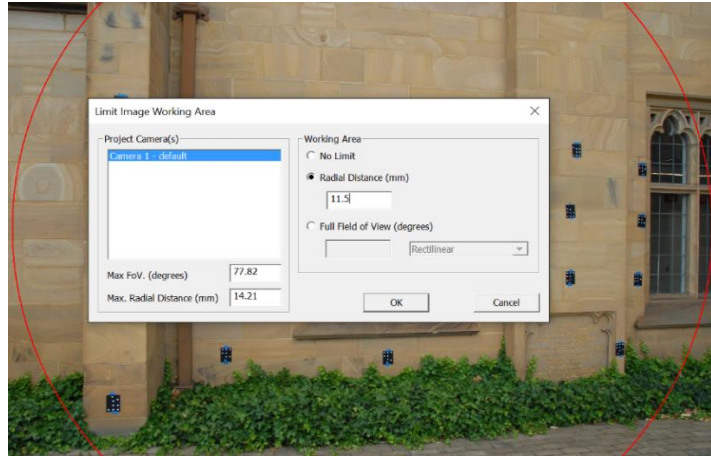 Limit Image Working Area
Project Camera(s)
Camera 1 - default
Max FoV. (degrees) 77.82
Max. Radial Distance (mm) 14.21
Working Area
No Limit
Radial Distance (mm)
11.5
Full Field of View (degrees)
Rectilinear
OK Cancel